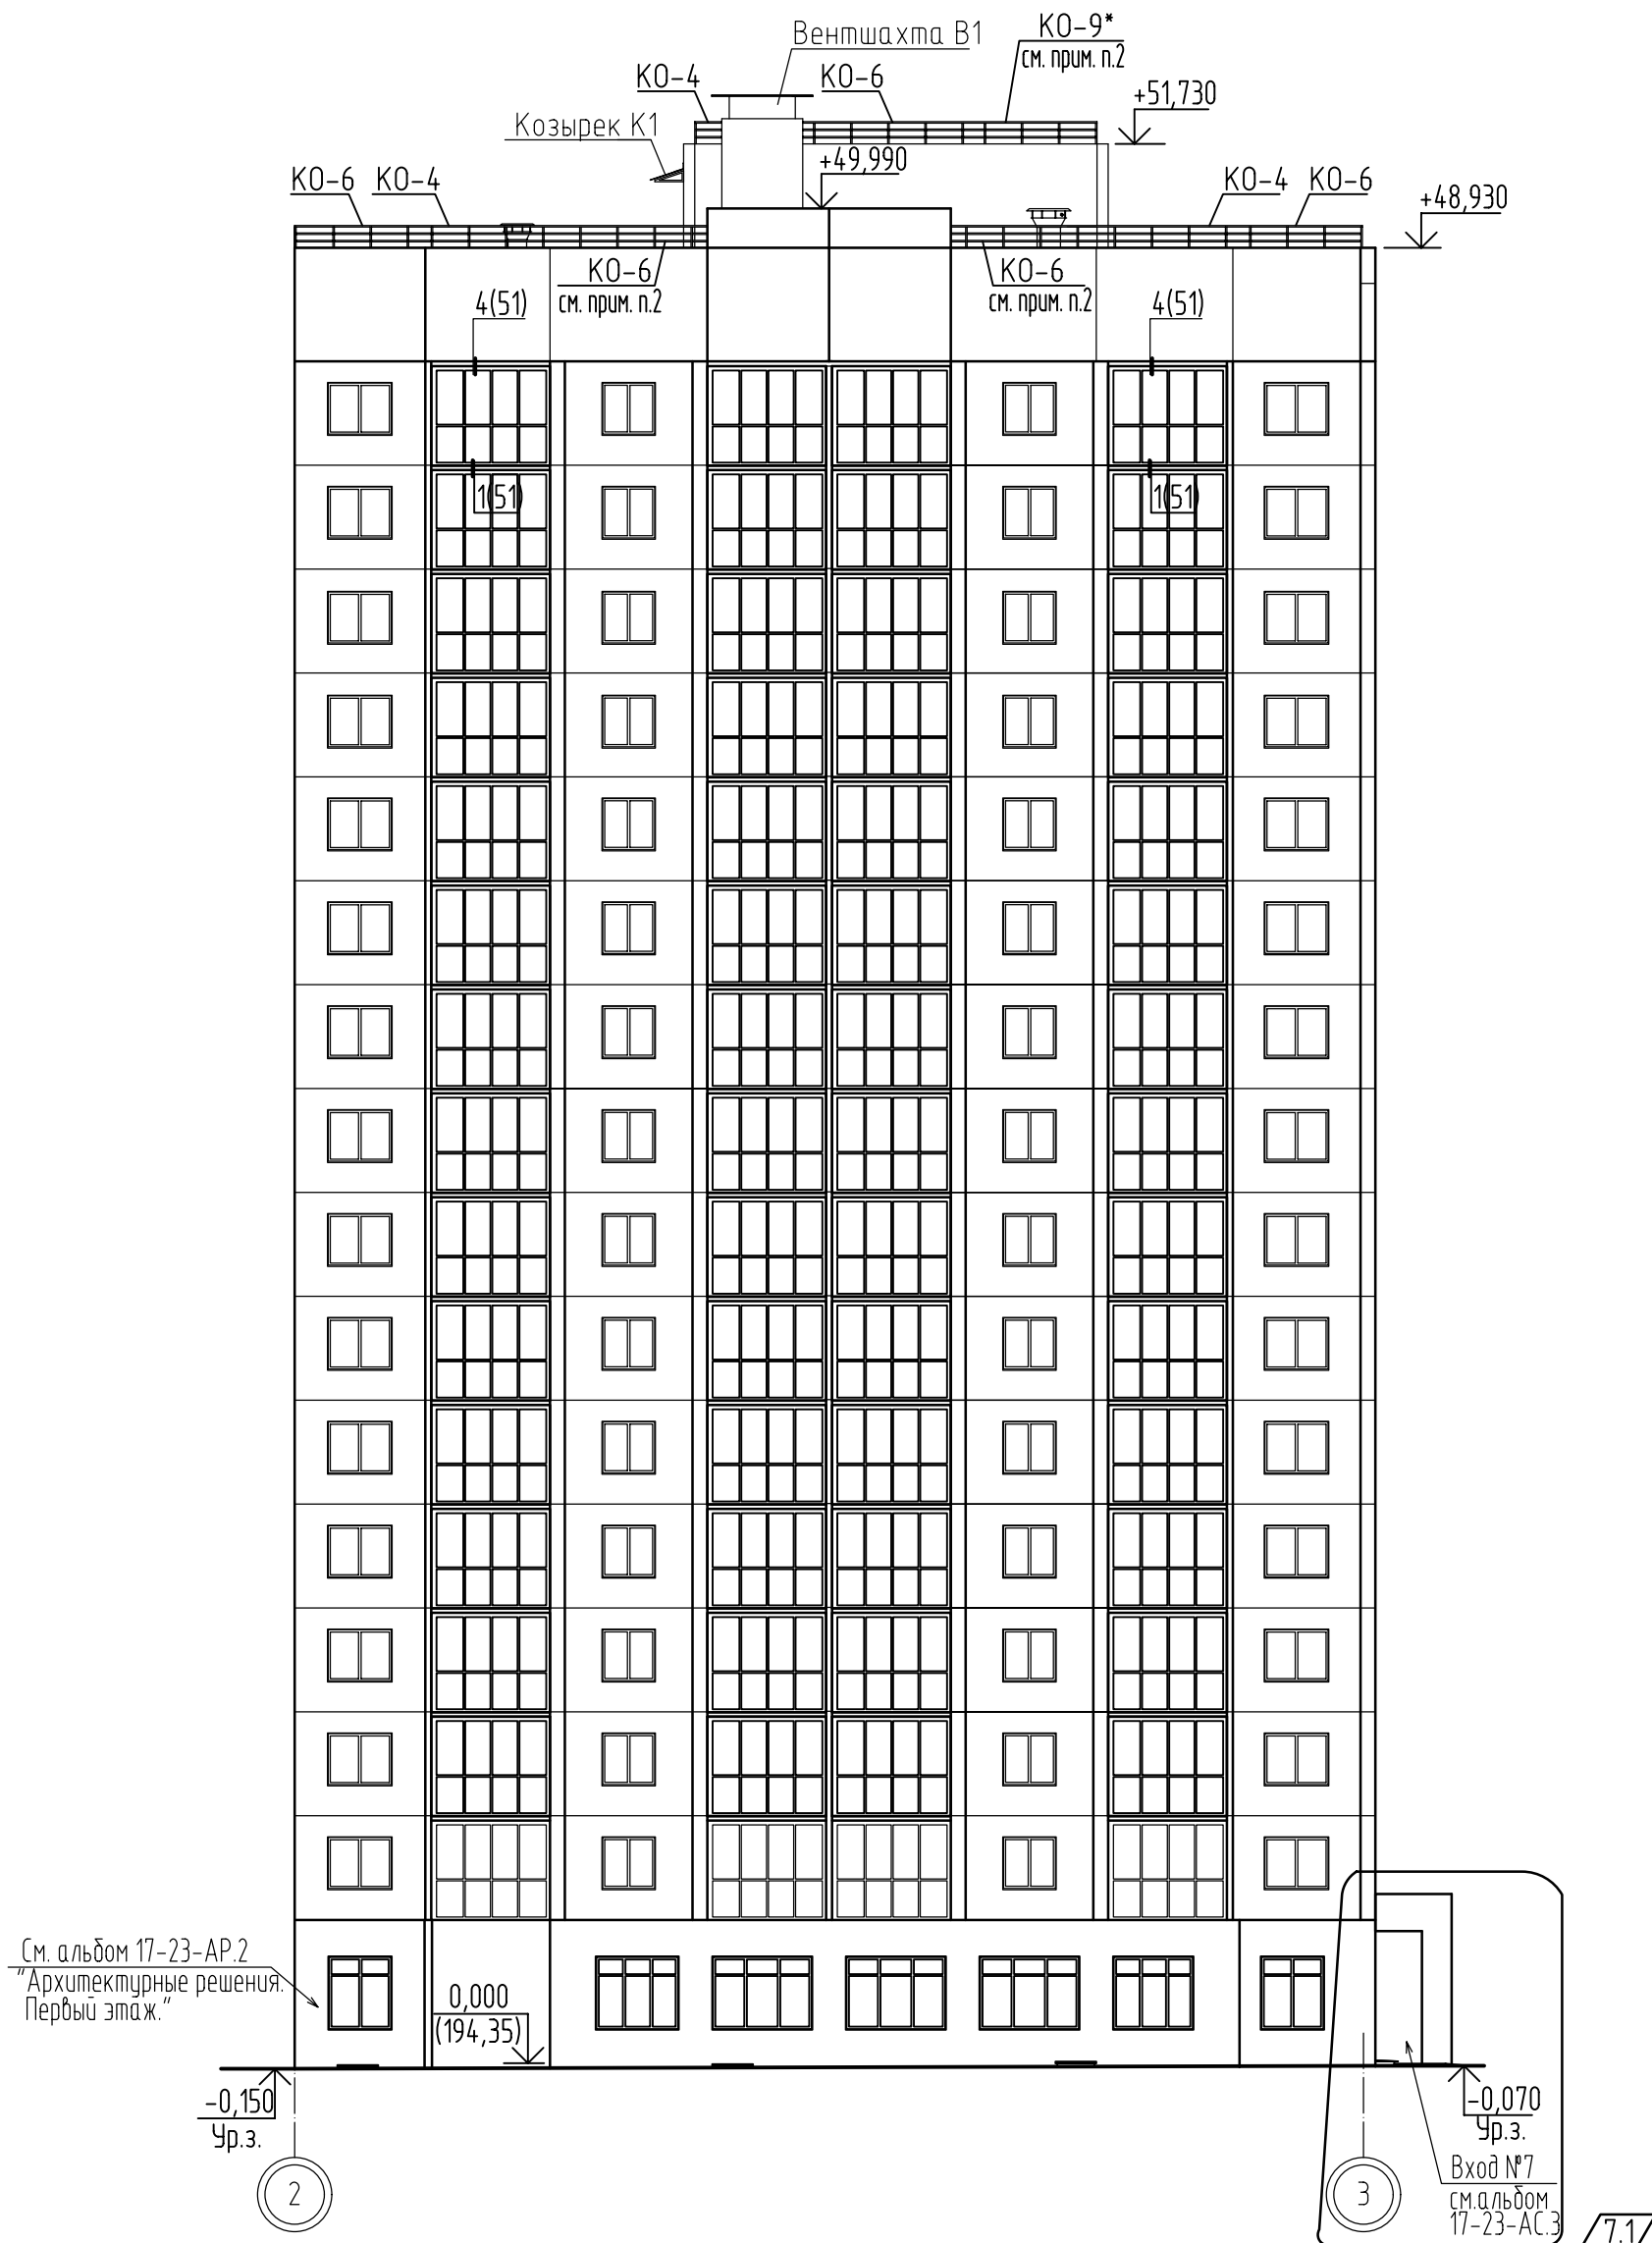 Вентшахта В1
КО-9*
см. прим. п.2
КО-4
КО-6
+51,730
Козырек К1
+49,990
КО-6
КО-4
КО-4
КО-6
+48,930
КО-6
см. прим. п.2
КО-6
см. прим. п.2
4(51)
4(51)
1(51)
1(51)
См. альбом 17-23-АР.2
"Архитектурные решения.
Первый этаж."
0,000
(194,35)
-0,150
Ур.з.
-0,070
Ур.з.
2
3
Вход №7
см.альбом
17-23-АС.3
7.1